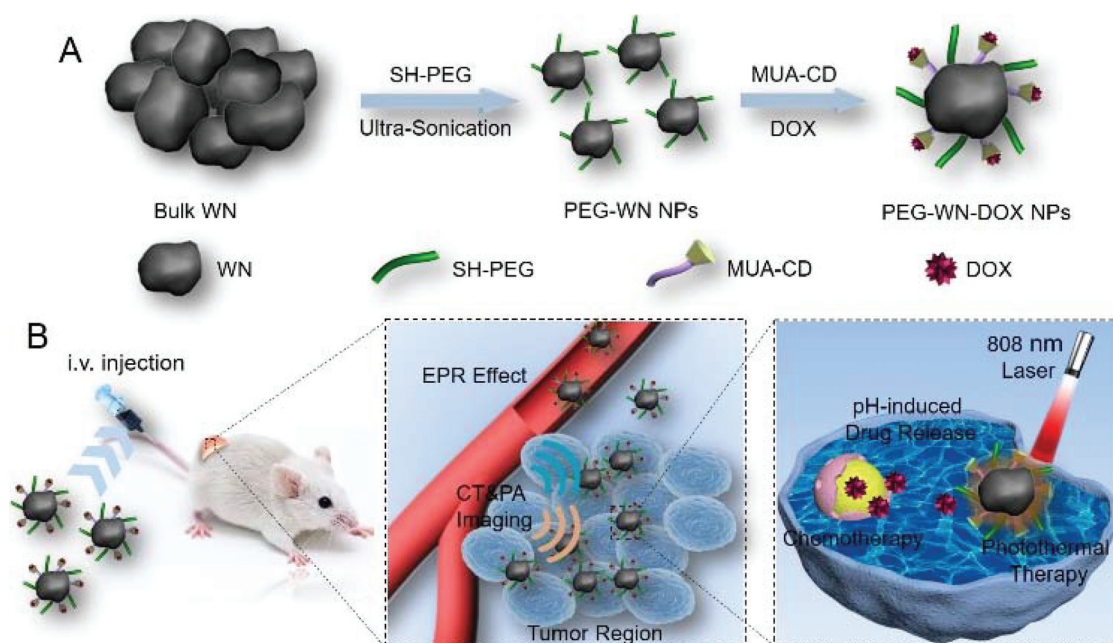 A
SH-PEG
Ultra-Sonication
MUA-CD
DOX
Bulk WN
PEG-WN NPs
PEG-WN-DOX NPs
WN
SH-PEG
MUA-CD
DOX
B
i.v. injection
EPR Effect
CT&PA
Imaging
Tumor Region
808 nm
Laser
pH-induced
Drug Release
Chemotherapy
Photothermal
Therapy